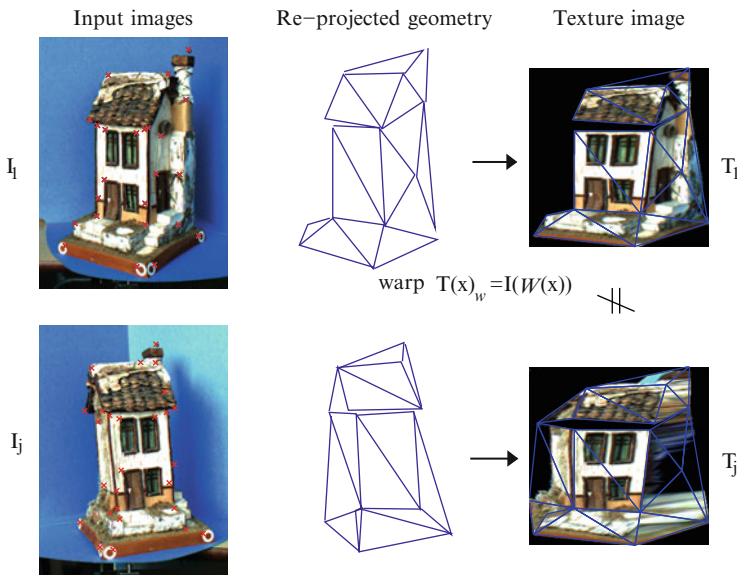 Input images Re-projected geometry Texture image
I1 T1
warp T(x)w = I(W(x))
Ij Tj